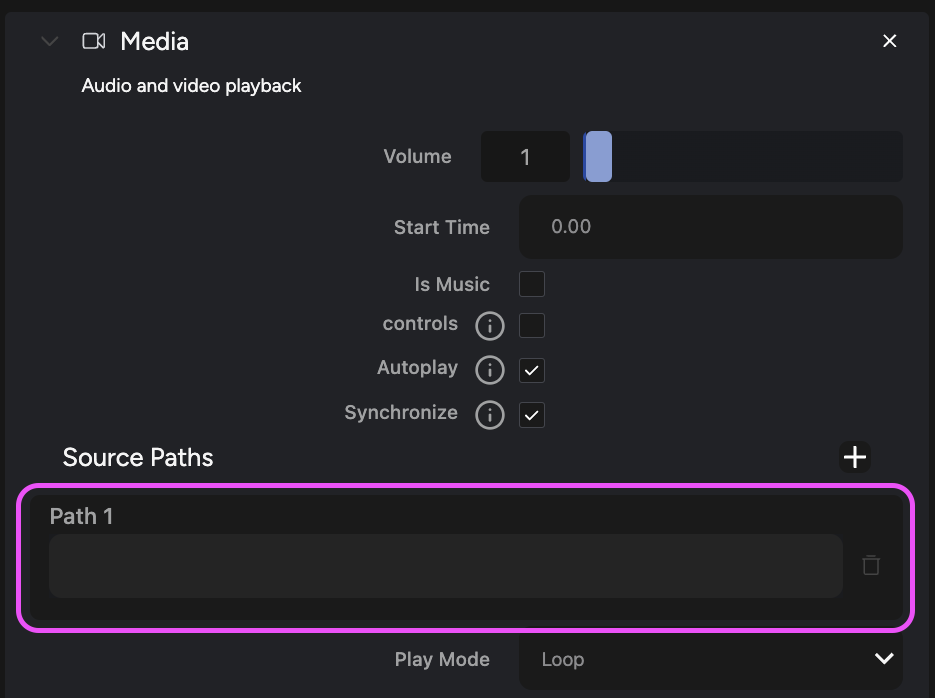 Media
Audio and video playback
Volume 1
Start Time 0.00
Is Music
controls
Autoplay
Synchronize
Source Paths
Path 1
Play Mode Loop